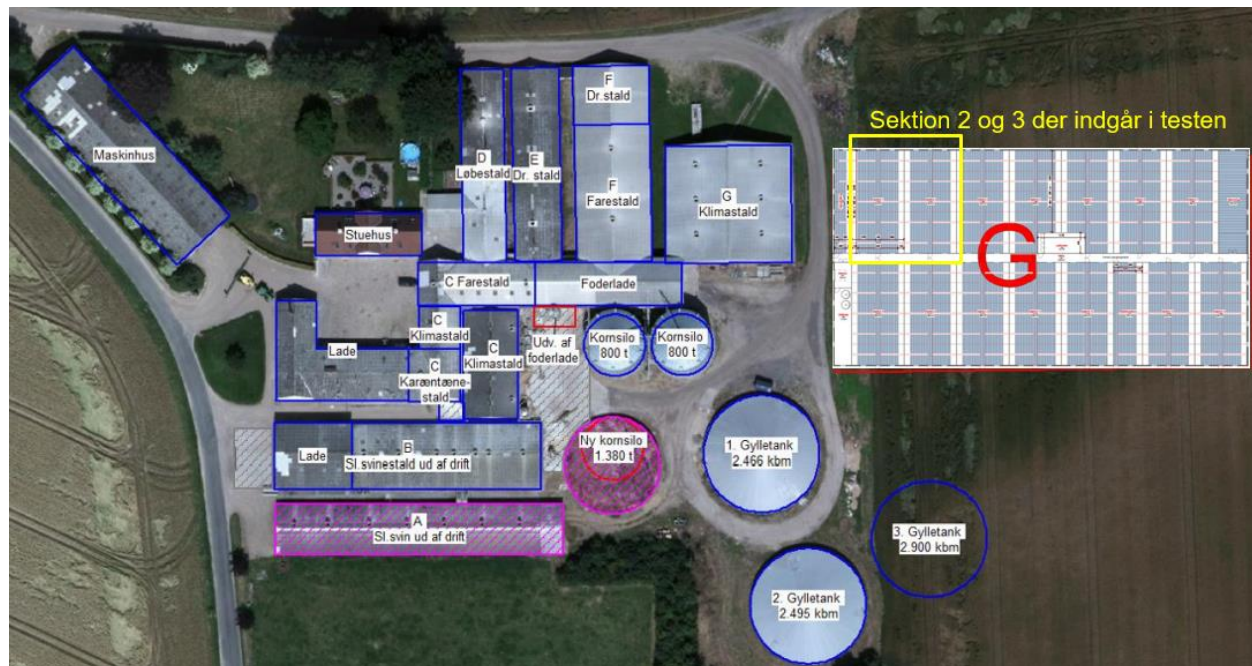 Sektion 2 og 3 der indgår i testen
F
Dr.stald
Maskinhus
D
Løbestald
E
Dr. stald
F
Farestald
G
Klimastald
G
Stuehus
C Farestald
Foderlade
C
Klimastald
C
Klimastald
Udv. af
foderlade
Kornsilo
800 t
Kornsilo
800 t
Lade
C
Karæntæne-
stald
Lade
B
Sl.svinestald ud af drift
Ny kornsilo
1.380 t
1. Gylletank
2.466 kbm
A
Sl.svin ud af drift
3. Gylletank
2.900 kbm
2. Gylletank
2.495 kbm